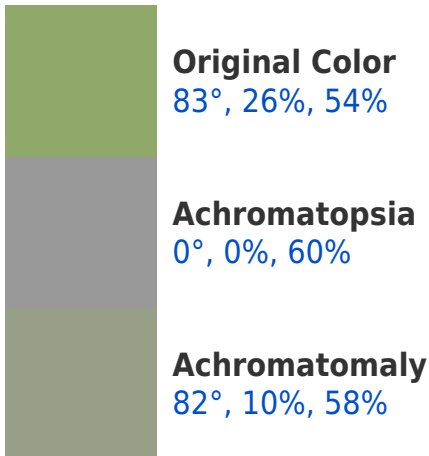 Original Color
83°, 26%, 54%
Achromatopsia
0°, 0%, 60%
Achromatomaly
82°, 10%, 58%